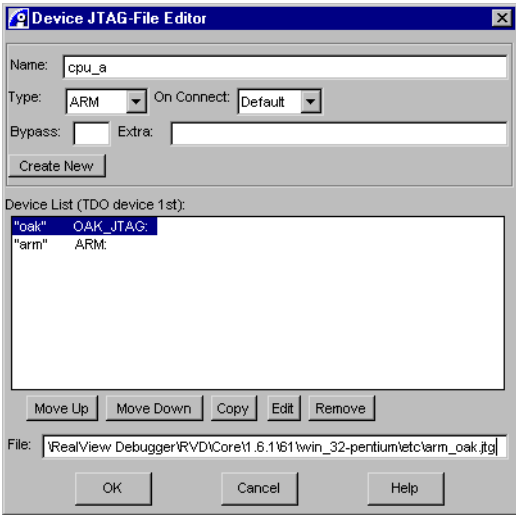 Device JTAG-File Editor
Name: cpu_a
Type: ARM On Connect: Default
Bypass: Extra:
Create New
Device List (TDO device 1st):
"oak" OAK_JTAG:
"arm" ARM:
Move Up Move Down Copy Edit Remove
File: \RealView Debugger\RVD\Core\1.6.1\61\win_32-pentium\etc\arm_oak.jtg
OK Cancel Help